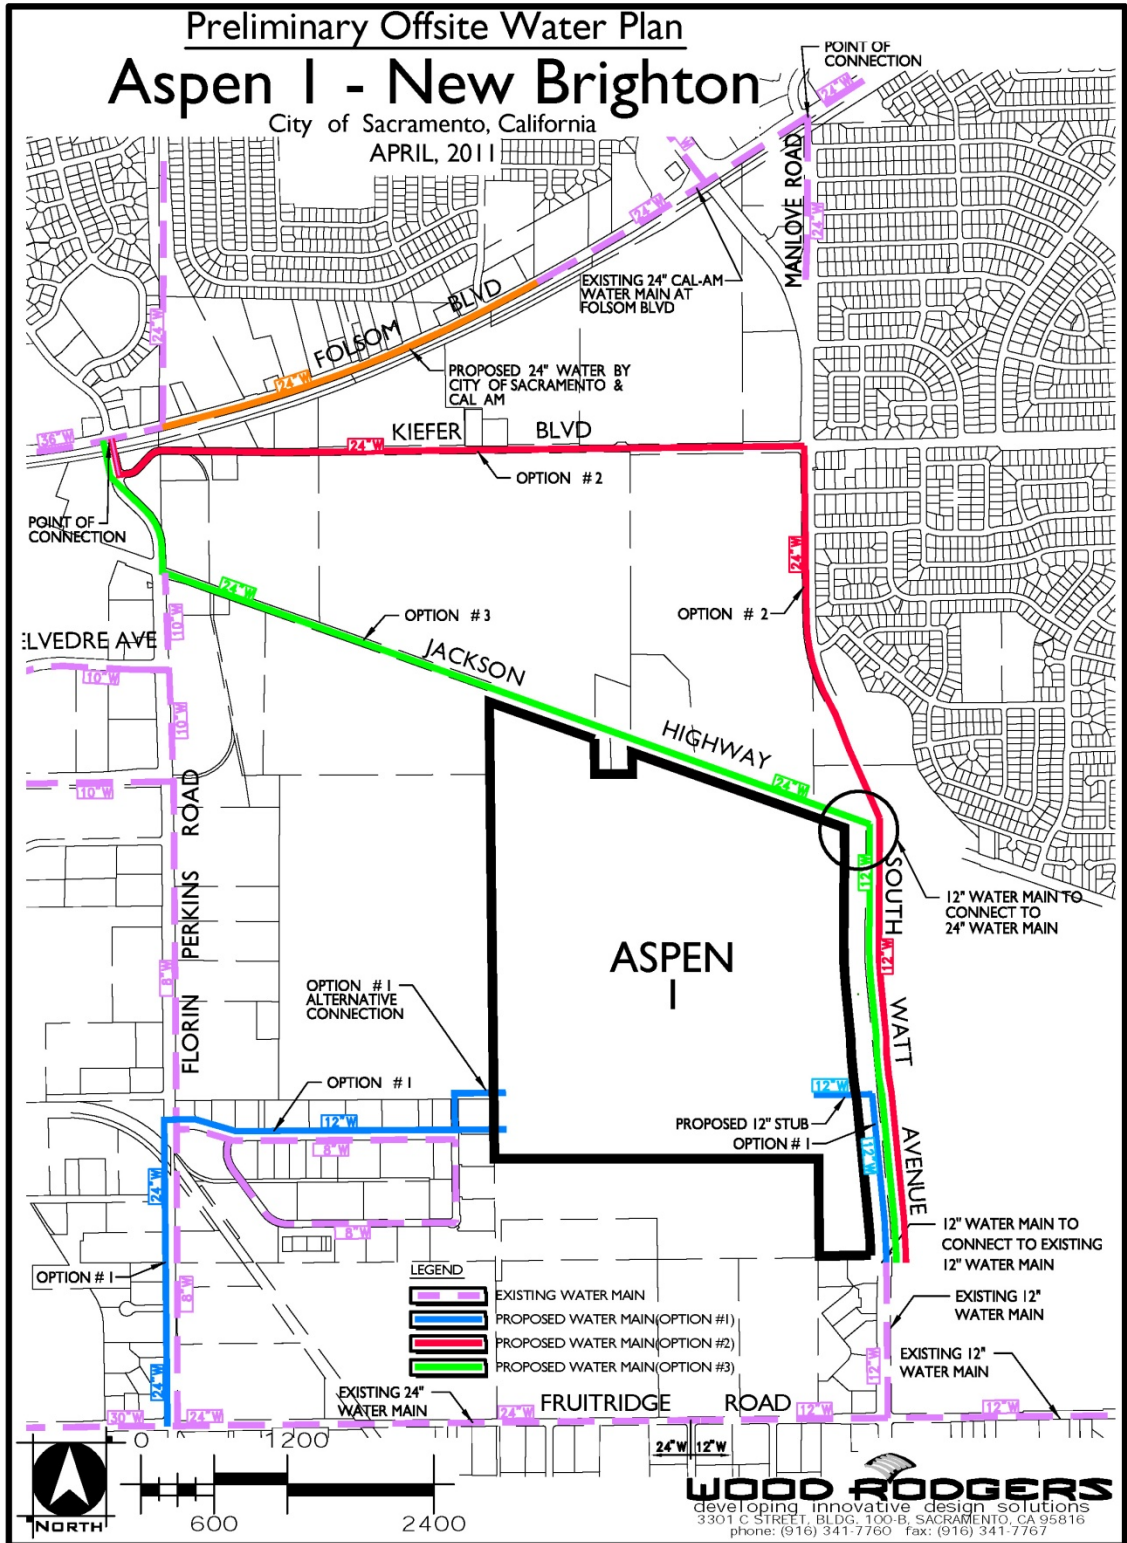 Preliminary Offsite Water Plan
Aspen 1 - New Brighton
City of Sacramento, California
APRIL, 2011
POINT OF
CONNECTION
24"W
24"W
24"W
24"W
MANLOVE ROAD
24"W
24"W
EXISTING 24" CAL-AM
WATER MAIN AT
FOLSOM BLVD
FOLSOM BLVD
24"W
PROPOSED 24" WATER BY
CITY OF SACRAMENTO &
CAL AM
36"W
KIEFER BLVD
24"W
OPTION #2
POINT OF
CONNECTION
24"W
24"W
OPTION # 2
10"W
OPTION #3
ELVEDRE AVE
JACKSON
10"W
10"W
HIGHWAY
24"W
10"W
FLORIN PERKINS ROAD
12"W
SOUTH WATT AVENUE
12" WATER MAIN TO
CONNECT TO
24" WATER MAIN
12"W
ASPEN
1
8"W
OPTION #1
ALTERNATIVE
CONNECTION
OPTION #1
12"W
12"W
PROPOSED 12" STUB
OPTION #1
8"W
12"W
24"W
8"W
12" WATER MAIN TO
CONNECT TO EXISTING
12" WATER MAIN
OPTION #1
8"W
LEGEND
EXISTING WATER MAIN
PROPOSED WATER MAIN(OPTION #1)
PROPOSED WATER MAIN(OPTION #2)
PROPOSED WATER MAIN(OPTION #3)
EXISTING 12"
WATER MAIN
EXISTING 12"
WATER MAIN
12"W
24"W
EXISTING 24"
WATER MAIN
FRUITRIDGE ROAD
30"W
24"W
24"W
12"W
12"W
24"W 12"W
0 1200
600 2400
NORTH
WOOD RODGERS
developing innovative design solutions
3301 C STREET, BLDG. 100-B, SACRAMENTO, CA 95816
phone: (916) 341-7760 fax: (916) 341-7767